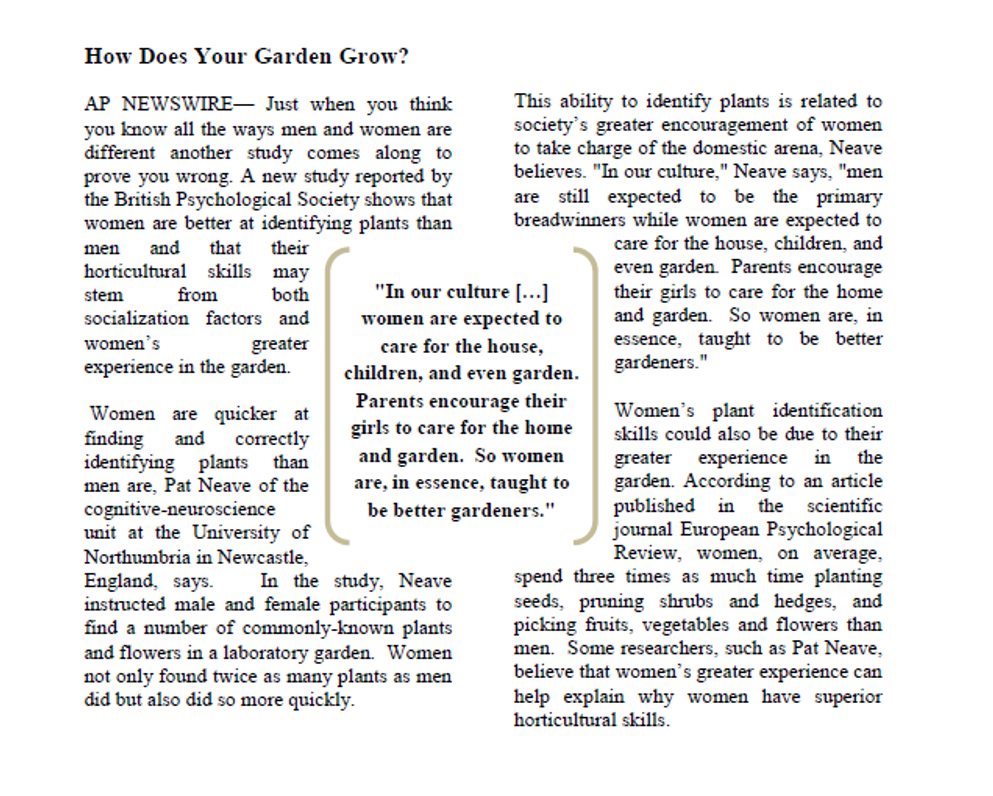 How Does Your Garden Grow?
AP NEWSWIRE— Just when you think
you know all the ways men and women are
different another study comes along to
prove you wrong. A new study reported by
the British Psychological Society shows that
women are better at identifying plants than
men and that their
horticultural skills may
stem from both
socialization factors and
women's greater
experience in the garden.
Women are quicker at
finding and correctly
identifying plants than
men are, Pat Neave of the
cognitive-neuroscience
unit at the University of
Northumbria in Newcastle,
England, says. In the study, Neave
instructed male and female participants to
find a number of commonly-known plants
and flowers in a laboratory garden. Women
not only found twice as many plants as men
did but also did so more quickly.
"In our culture […]
women are expected to
care for the house,
children, and even garden.
Parents encourage their
girls to care for the home
and garden. So women
are, in essence, taught to
be better gardeners."
This ability to identify plants is related to
society's greater encouragement of women
to take charge of the domestic arena, Neave
believes. "In our culture," Neave says, "men
are still expected to be the primary
breadwinners while women are expected to
care for the house, children, and
even garden. Parents encourage
their girls to care for the home
and garden. So women are, in
essence, taught to be better
gardeners."
Women's plant identification
skills could also be due to their
greater experience in the
garden. According to an article
published in the scientific
journal European Psychological
Review, women, on average,
spend three times as much time planting
seeds, pruning shrubs and hedges, and
picking fruits, vegetables and flowers than
men. Some researchers, such as Pat Neave,
believe that women's greater experience can
help explain why women have superior
horticultural skills.